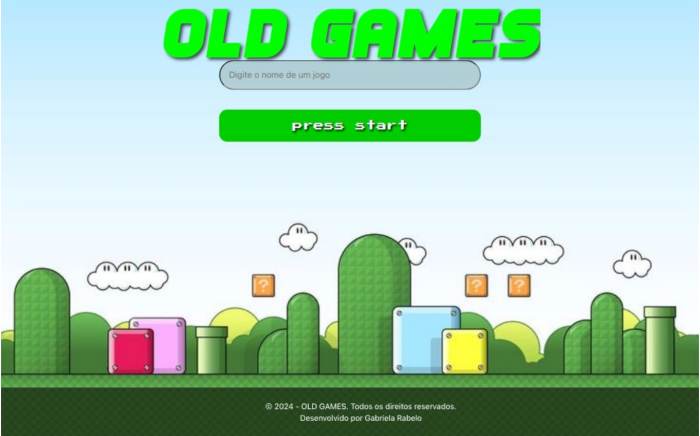 OLD GAMES
Digite o nome de um jogo
press start
?
? ?
© 2024 - OLD GAMES. Todos os direitos reservados.
Desenvolvido por Gabriela Rabelo